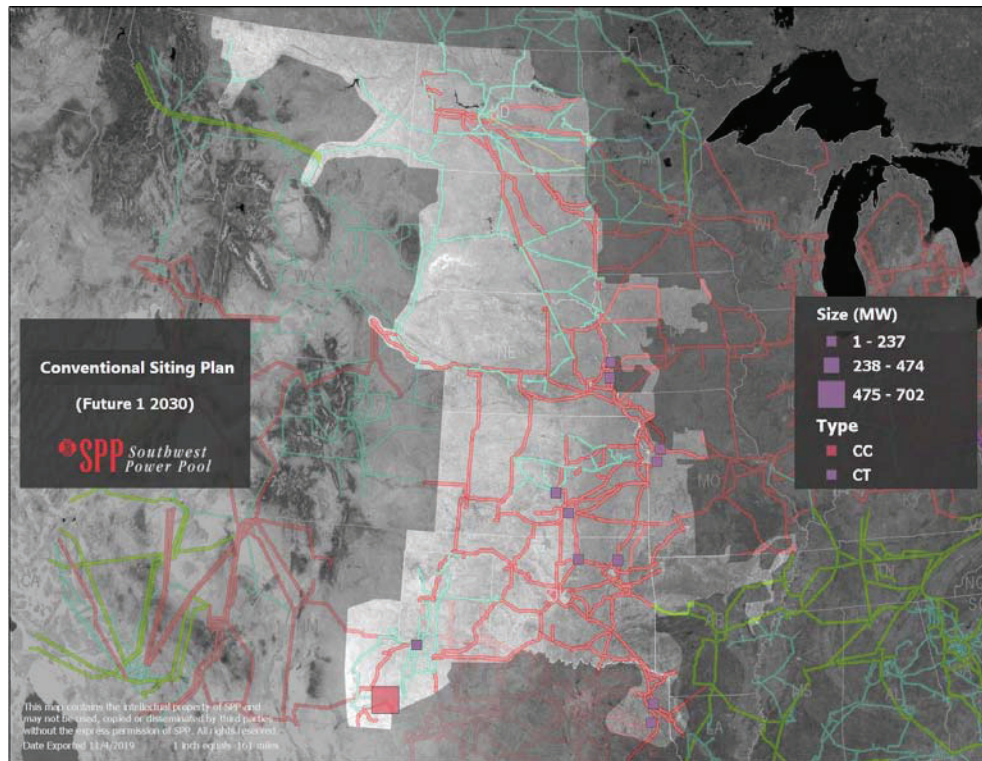 Conventional Siting Plan
(Future 1 2030)
SPP Southwest
Power Pool
Size (MW)
1 - 237
238 - 474
475 - 702
Type
CC
CT
WY
NE
MO
CA
LA
This map contains the intellectual property of SPP and
may not be used, copied or disseminated by third parties
without the express permission of SPP. All rights reserved.
Date Exported 11/4/2019 1 inch equals 161 miles